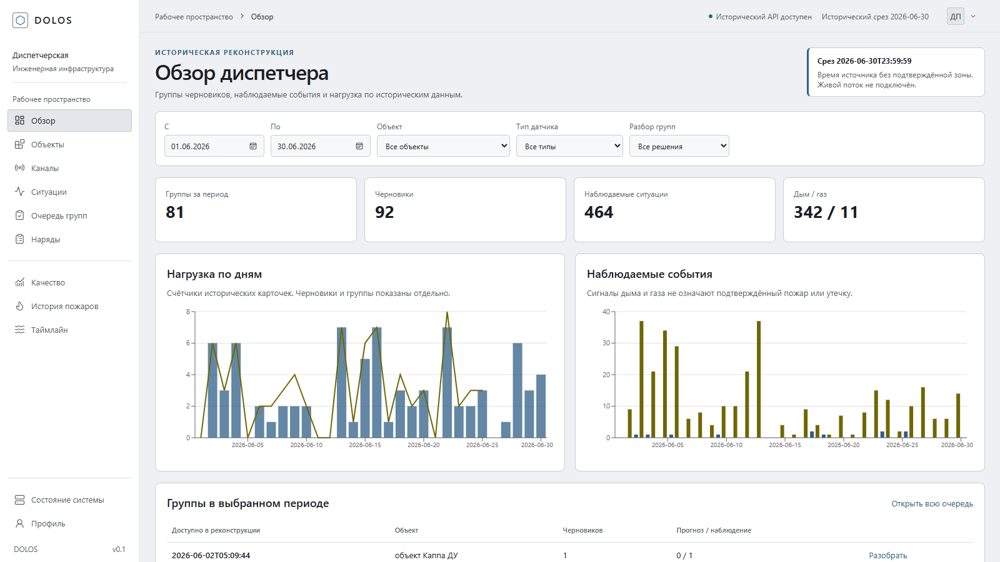 DOLOS
Диспетчерская
Инженерная инфраструктура
Рабочее пространство
Обзор
Объекты
Каналы
Ситуации
Очередь групп
Наряды
Качество
История пожаров
Таймлайн
Состояние системы
Профиль
DOLOS v0.1
Рабочее пространство > Обзор
Исторический API доступен Исторический срез 2026-06-30 ДП
ИСТОРИЧЕСКАЯ РЕКОНСТРУКЦИЯ
Обзор диспетчера
Группы черновиков, наблюдаемые события и нагрузка по историческим данным.
Срез 2026-06-30T23:59:59
Время источника без подтверждённой зоны.
Живой поток не подключён.
С По Объект Тип датчика Разбор групп
01.06.2026 30.06.2026 Все объекты Все типы Все решения
Группы за период
81
Черновики
92
Наблюдаемые ситуации
464
Дым / газ
342 / 11
Нагрузка по дням
Счётчики исторических карточек. Черновики и группы показаны отдельно.
8
6
4
2
0
2026-06-05 2026-06-10 2026-06-15 2026-06-20 2026-06-25 2026-06-30
Наблюдаемые события
Сигналы дыма и газа не означают подтверждённый пожар или утечку.
40
30
20
10
0
2026-06-05 2026-06-10 2026-06-15 2026-06-20 2026-06-25 2026-06-30
Группы в выбранном периоде
Открыть всю очередь
Доступно в реконструкции Объект Черновиков Прогноз / наблюдение
2026-06-02T05:09:44 объект Каппа ДУ 1 0 / 1 Разобрать